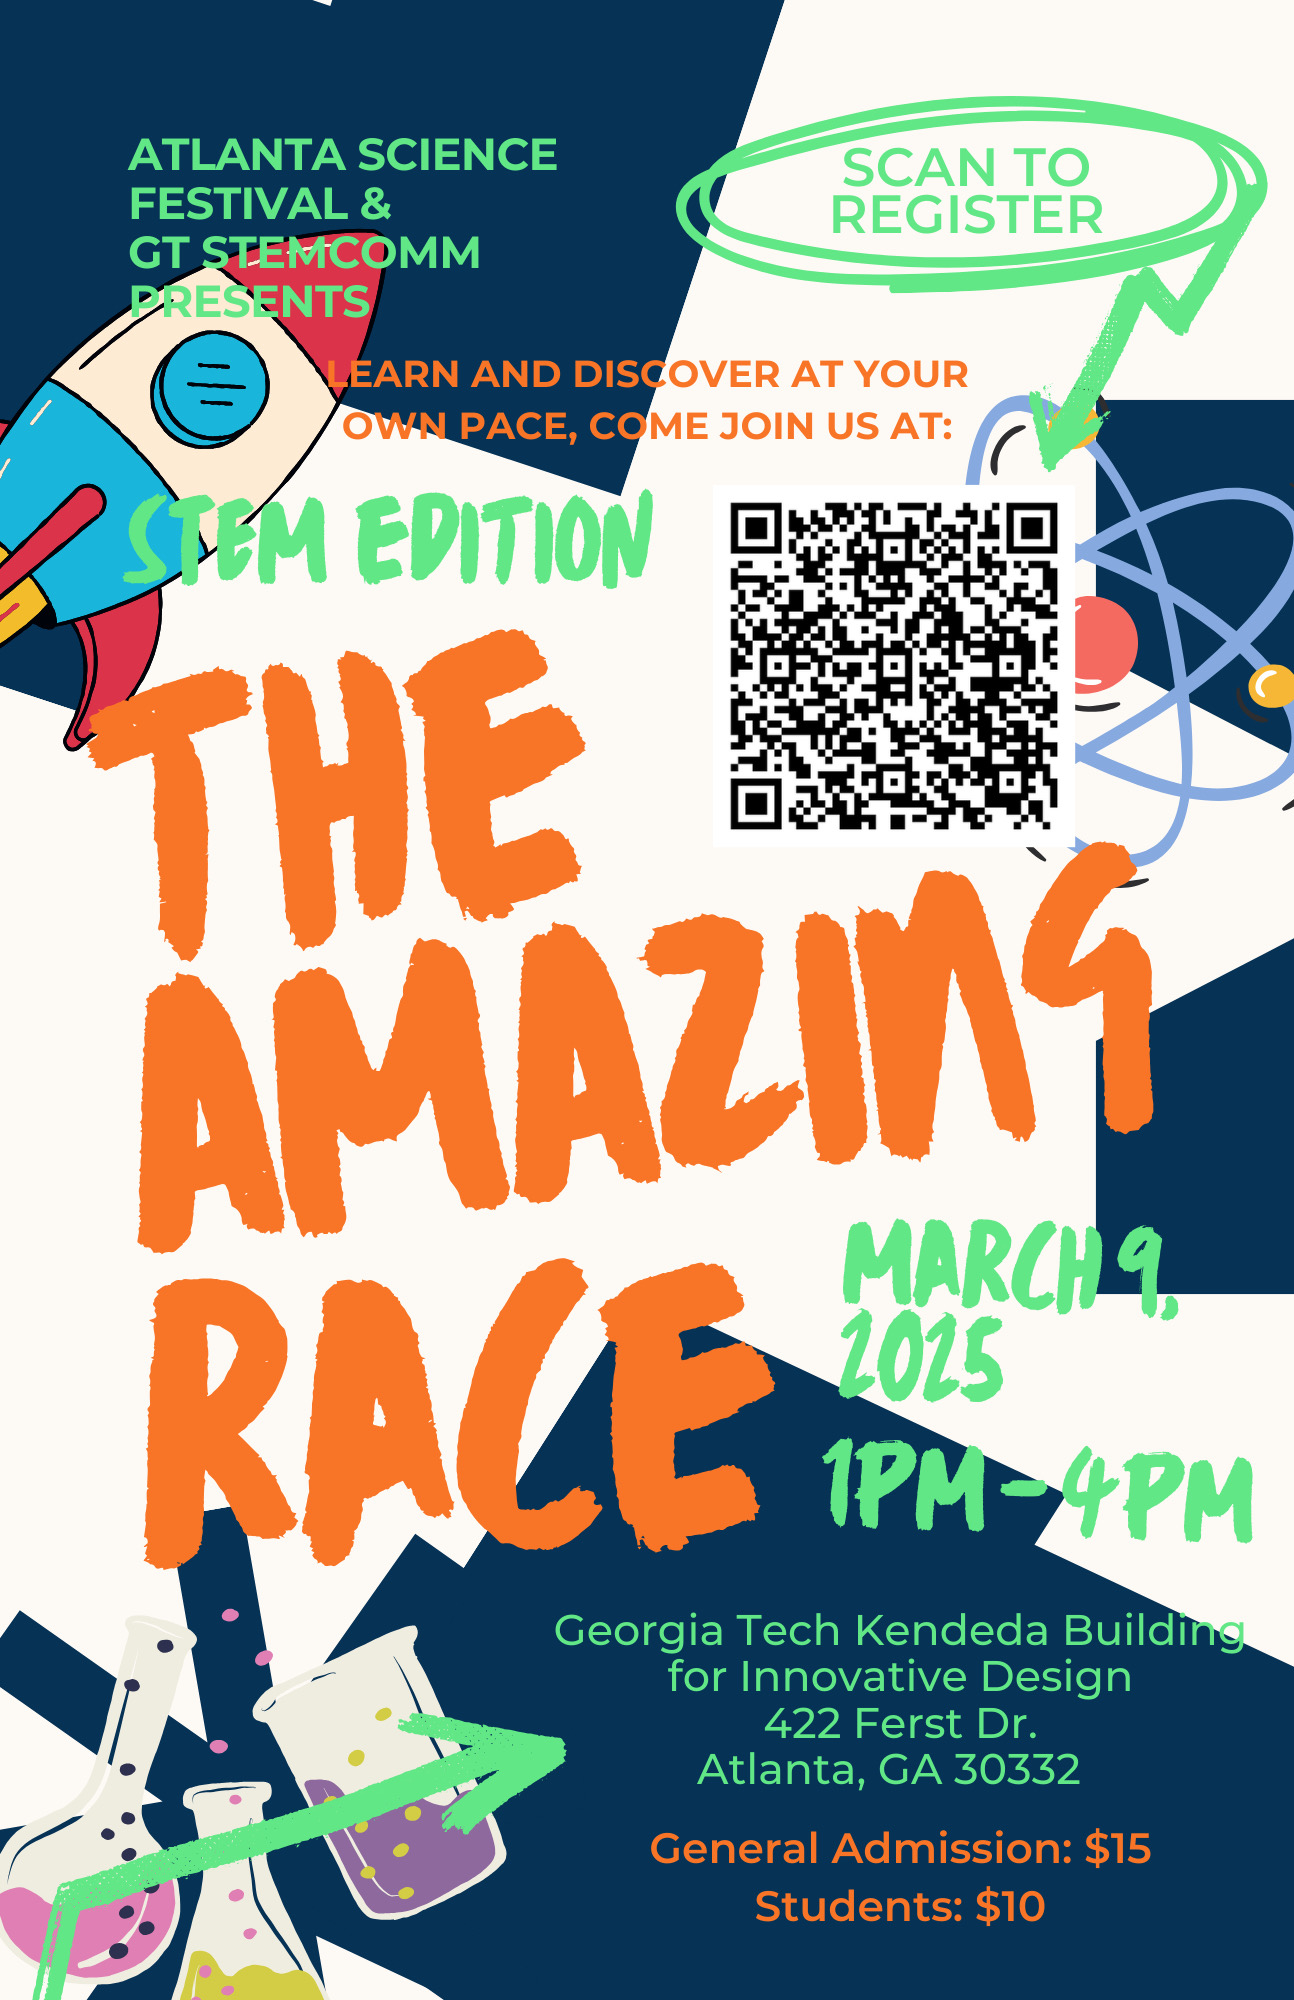 ATLANTA SCIENCE
FESTIVAL &
GT STEMCOMM
PRESENTS
SCAN TO
REGISTER
LEARN AND DISCOVER AT YOUR
OWN PACE, COME JOIN US AT:
STEM EDITION
THE
AMAZING
RACE
MARCH 9,
2025
1PM - 4PM
Georgia Tech Kendeda Building
for Innovative Design
422 Ferst Dr.
Atlanta, GA 30332
General Admission: $15
Students: $10